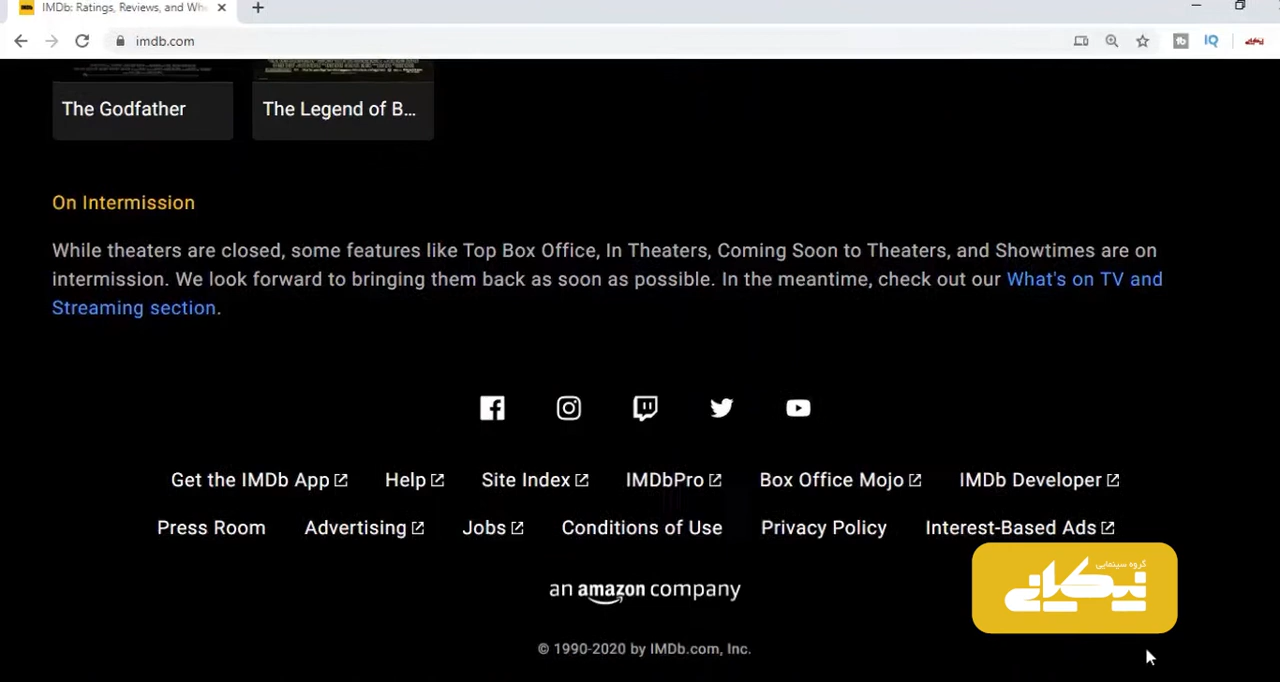 IMDb: Ratings, Reviews, and Whe
imdb.com
The Godfather
The Legend of B...
On Intermission
While theaters are closed, some features like Top Box Office, In Theaters, Coming Soon to Theaters, and Showtimes are on
intermission. We look forward to bringing them back as soon as possible. In the meantime, check out our What's on TV and
Streaming section.
Get the IMDb App Help Site Index IMDbPro Box Office Mojo IMDb Developer
Press Room Advertising Jobs Conditions of Use Privacy Policy Interest-Based Ads
گروه سینمایی
an amazon company
© 1990-2020 by IMDb.com, Inc.